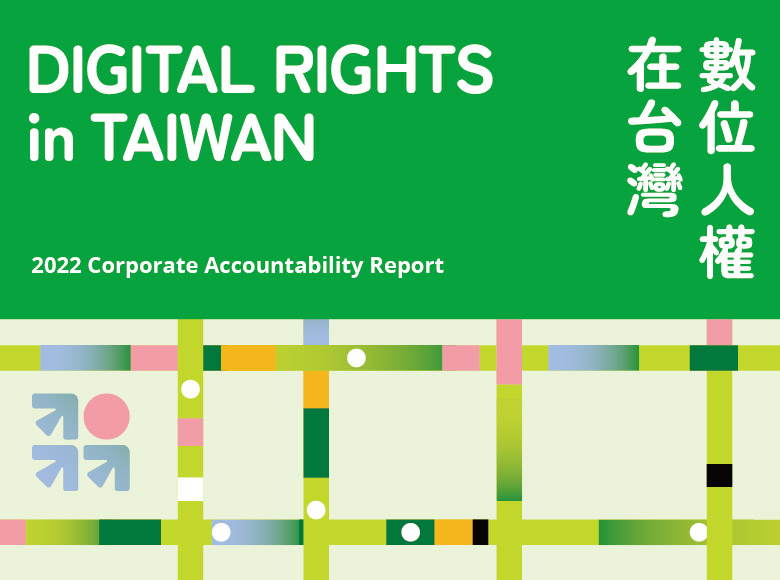 DIGITAL RIGHTS
in TAIWAN
2022 Corporate Accountability Report
數位人權
在台灣